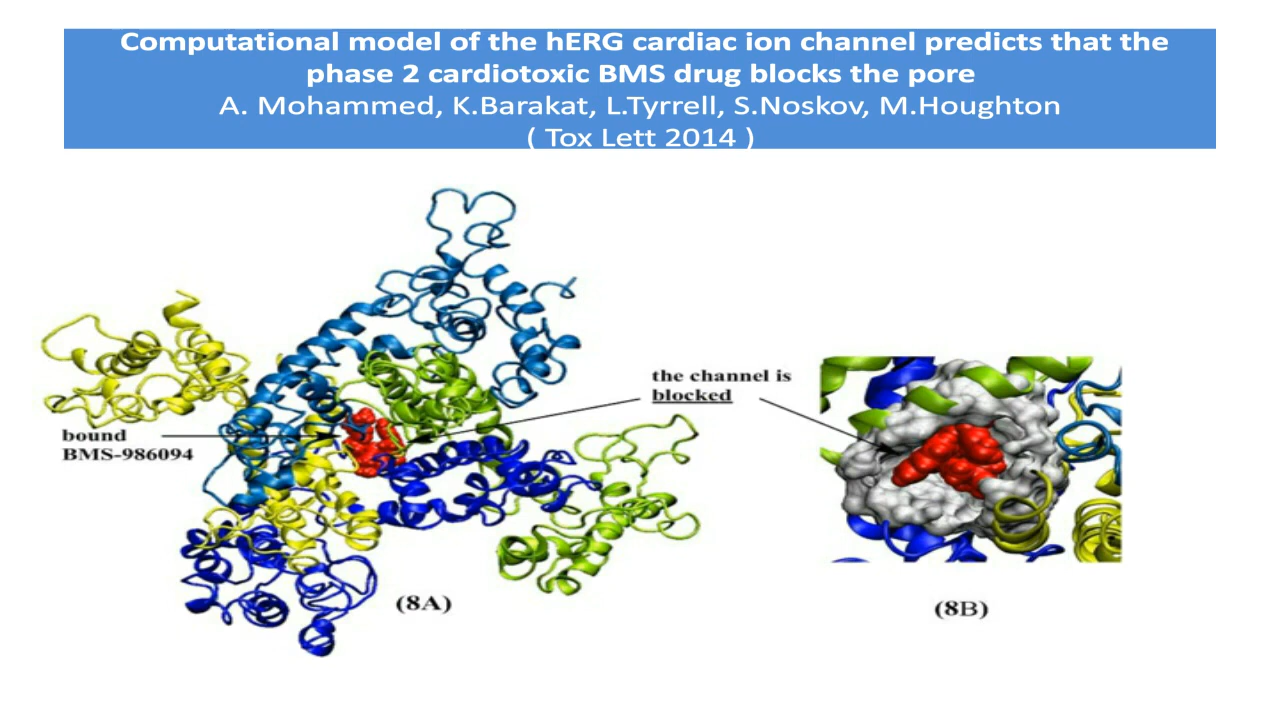 Computational model of the hERG cardiac ion channel predicts that the
phase 2 cardiotoxic BMS drug blocks the pore
A. Mohammed, K.Barakat, L.Tyrrell, S.Noskov, M.Houghton
( Tox Lett 2014 )
the channel is
blocked
bound
BMS-986094
(8A)
(8B)